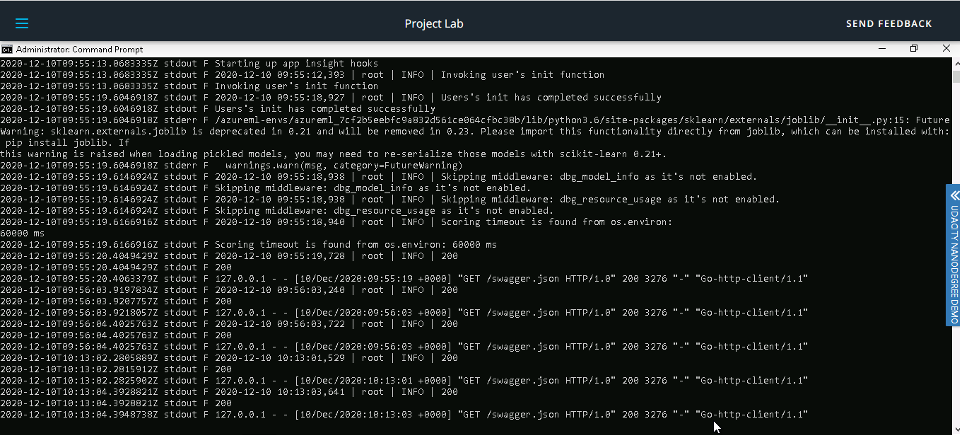 Project Lab
SEND FEEDBACK
Administrator: Command Prompt
2020-12-10T09:55:13.0683335Z stdout F Starting up app insight hooks
2020-12-10T09:55:13.0683335Z stdout F 2020-12-10 09:55:12,393 | root | INFO | Invoking user's init function
2020-12-10T09:55:13.0683335Z stdout F Invoking user's init function
2020-12-10T09:55:19.6046918Z stdout F 2020-12-10 09:55:18,927 | root | INFO | Users's init has completed successfully
2020-12-10T09:55:19.6046918Z stdout F Users's init has completed successfully
2020-12-10T09:55:19.6046918Z stderr F /azureml-envs/azureml_7cf2b5eebfc9a832d561ce064cfbc30b/lib/python3.6/site-packages/sklearn/externals/joblib/__init__.py:15: Future
Warning: sklearn.externals.joblib is deprecated in 0.21 and will be removed in 0.23. Please import this functionality directly from joblib, which can be installed with:
pip install joblib. If
this warning is raised when loading pickled models, you may need to re-serialize those models with scikit-learn 0.21+.
2020-12-10T09:55:19.6046918Z stderr F   warnings.warn(msg, category=FutureWarning)
2020-12-10T09:55:19.6146924Z stdout F 2020-12-10 09:55:18,938 | root | INFO | Skipping middleware: dbg_model_info as it's not enabled.
2020-12-10T09:55:19.6146924Z stdout F Skipping middleware: dbg_model_info as it's not enabled.
2020-12-10T09:55:19.6146924Z stdout F 2020-12-10 09:55:18,938 | root | INFO | Skipping middleware: dbg_resource_usage as it's not enabled.
2020-12-10T09:55:19.6146924Z stdout F Skipping middleware: dbg_resource_usage as it's not enabled.
2020-12-10T09:55:19.6166916Z stdout F 2020-12-10 09:55:18,940 | root | INFO | Scoring timeout is found from os.environ:
60000 ms
2020-12-10T09:55:19.6166916Z stdout F Scoring timeout is found from os.environ: 60000 ms
2020-12-10T09:55:20.4049429Z stdout F 2020-12-10 09:55:19,728 | root | INFO | 200
2020-12-10T09:55:20.4049429Z stdout F 200
2020-12-10T09:55:20.4063379Z stdout F 127.0.0.1 - - [10/Dec/2020:09:55:19 +0000] "GET /swagger.json HTTP/1.0" 200 3276 "-" "Go-http-client/1.1"
2020-12-10T09:56:03.9197834Z stdout F 2020-12-10 09:56:03,240 | root | INFO | 200
2020-12-10T09:56:03.9207757Z stdout F 200
2020-12-10T09:56:03.9218057Z stdout F 127.0.0.1 - - [10/Dec/2020:09:56:03 +0000] "GET /swagger.json HTTP/1.0" 200 3276 "-" "Go-http-client/1.1"
2020-12-10T09:56:04.4025763Z stdout F 2020-12-10 09:56:03,722 | root | INFO | 200
2020-12-10T09:56:04.4025763Z stdout F 200
2020-12-10T09:56:04.4025763Z stdout F 127.0.0.1 - - [10/Dec/2020:09:56:03 +0000] "GET /swagger.json HTTP/1.0" 200 3276 "-" "Go-http-client/1.1"
2020-12-10T10:13:02.2805889Z stdout F 2020-12-10 10:13:01,529 | root | INFO | 200
2020-12-10T10:13:02.2815912Z stdout F 200
2020-12-10T10:13:02.2825902Z stdout F 127.0.0.1 - - [10/Dec/2020:10:13:01 +0000] "GET /swagger.json HTTP/1.0" 200 3276 "-" "Go-http-client/1.1"
2020-12-10T10:13:04.3928821Z stdout F 2020-12-10 10:13:03,641 | root | INFO | 200
2020-12-10T10:13:04.3928821Z stdout F 200
2020-12-10T10:13:04.3948738Z stdout F 127.0.0.1 - - [10/Dec/2020:10:13:03 +0000] "GET /swagger.json HTTP/1.0" 200 3276 "-" "Go-http-client/1.1"
UDACITY NANODEGREE DEMO